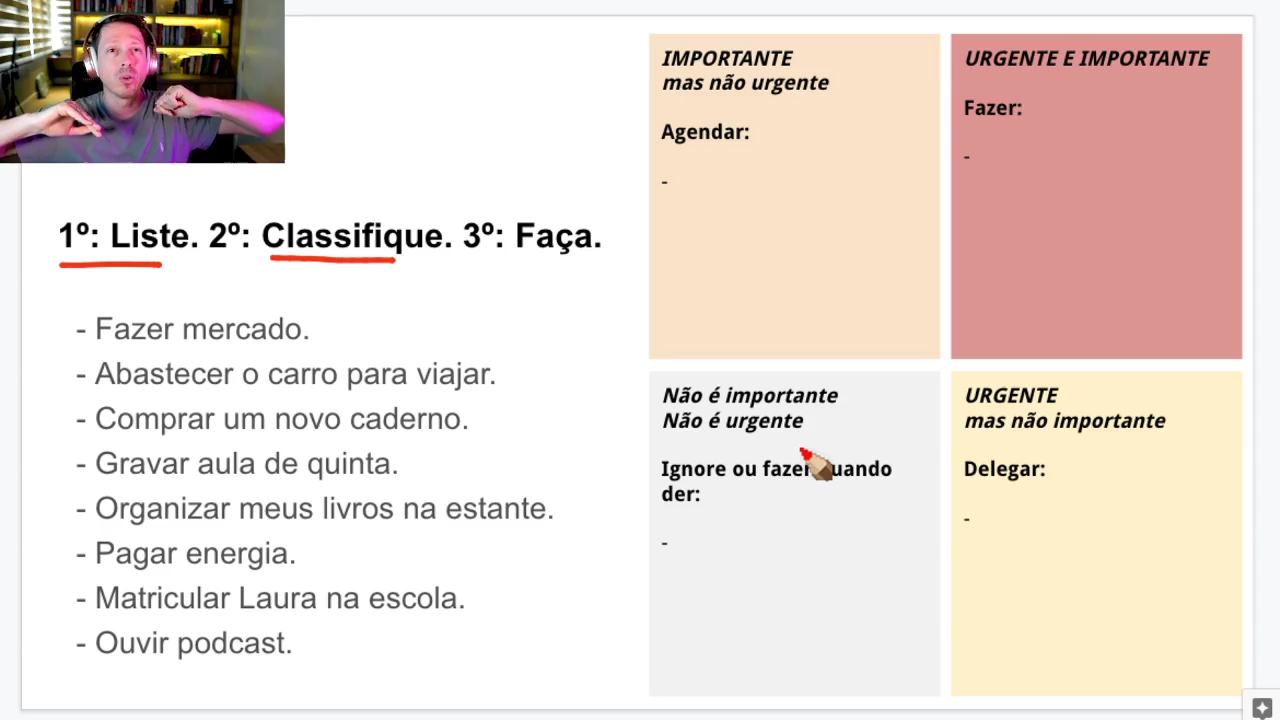 1º: Liste. 2º: Classifique. 3º: Faça.
- Fazer mercado.
- Abastecer o carro para viajar.
- Comprar um novo caderno.
- Gravar aula de quinta.
- Organizar meus livros na estante.
- Pagar energia.
- Matricular Laura na escola.
- Ouvir podcast.
IMPORTANTE
mas não urgente
Agendar:
-
URGENTE E IMPORTANTE
Fazer:
-
Não é importante
Não é urgente
Ignore ou fazer quando
der:
-
URGENTE
mas não importante
Delegar:
-